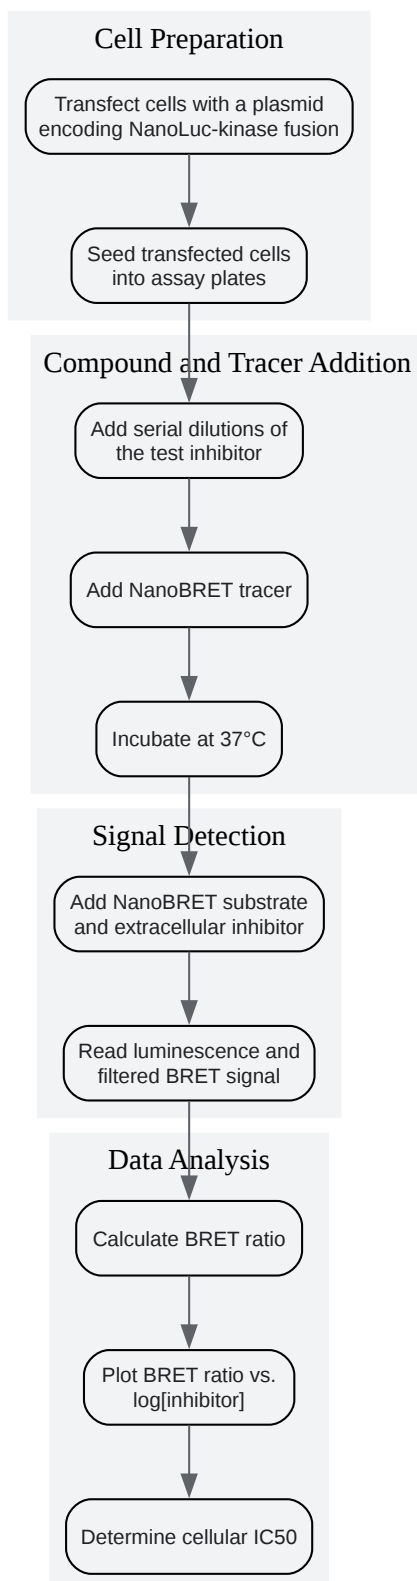 Cell Preparation
Transfect cells with a plasmid
encoding NanoLuc-kinase fusion
Seed transfected cells
into assay plates
Compound and Tracer Addition
Add serial dilutions of
the test inhibitor
Add NanoBRET tracer
Incubate at 37°C
Signal Detection
Add NanoBRET substrate
and extracellular inhibitor
Read luminescence and
filtered BRET signal
Data Analysis
Calculate BRET ratio
Plot BRET ratio vs.
log[inhibitor]
Determine cellular IC50